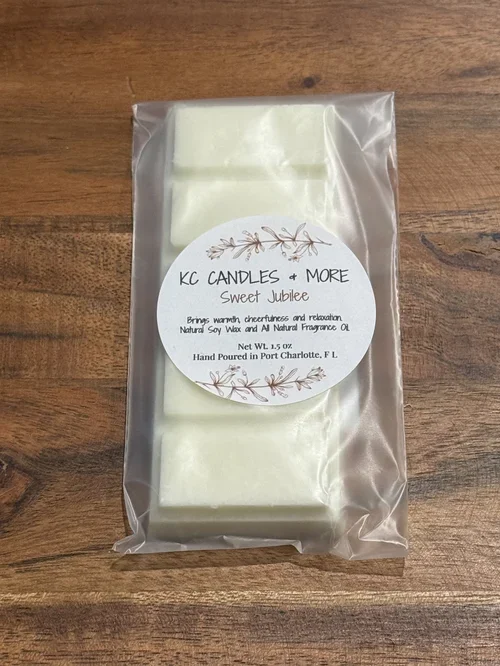 KC CANDLES & MORE
Sweet Jubilee
Brings warmth, cheerfulness and relaxation.
Natural Soy Wax and All Natural Fragrance Oil
Net Wt. 1.5 oz
Hand Poured in Port Charlotte, F L